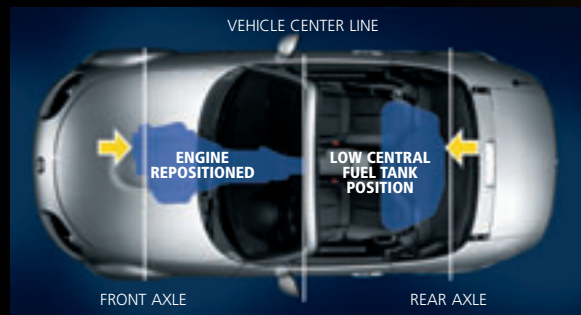 VEHICLE CENTER LINE
ENGINE
REPOSITIONED
LOW CENTRAL
FUEL TANK
POSITION
FRONT AXLE
REAR AXLE